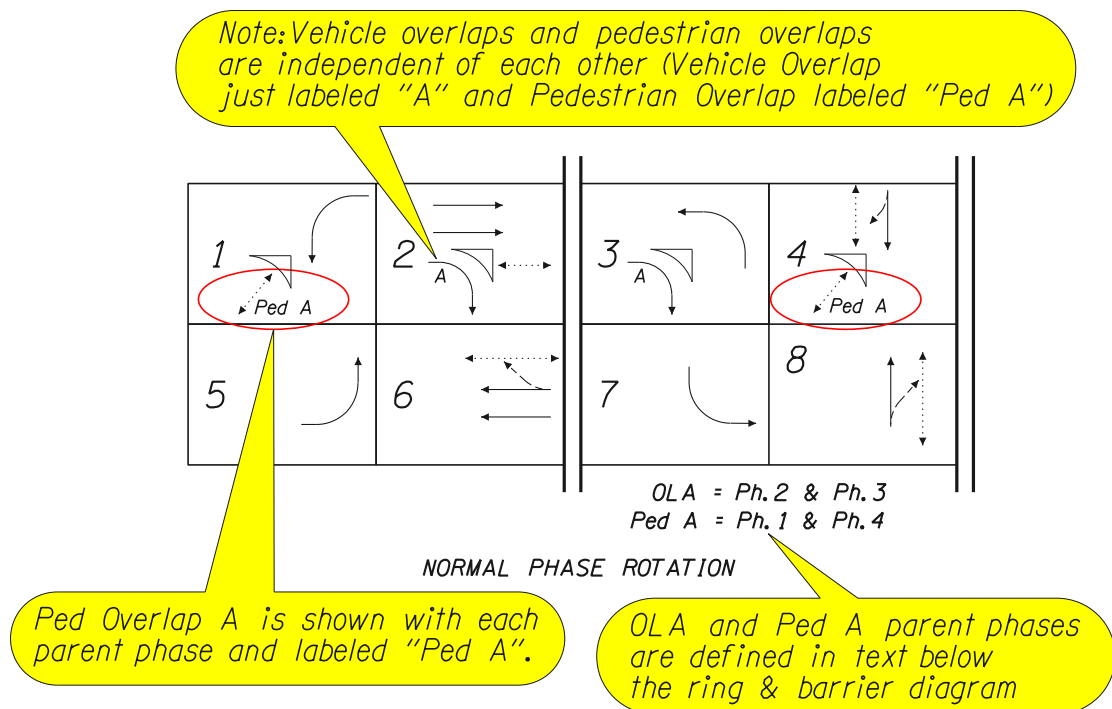 Note: Vehicle overlaps and pedestrian overlaps
are independent of each other (Vehicle Overlap
just labeled "A" and Pedestrian Overlap labeled "Ped A")
1
Ped A
2
A
3
A
4
Ped A
5
6
7
8
OLA = Ph. 2 & Ph. 3
Ped A = Ph. 1 & Ph. 4
NORMAL PHASE ROTATION
Ped Overlap A is shown with each
parent phase and labeled "Ped A".
OLA and Ped A parent phases
are defined in text below
the ring & barrier diagram